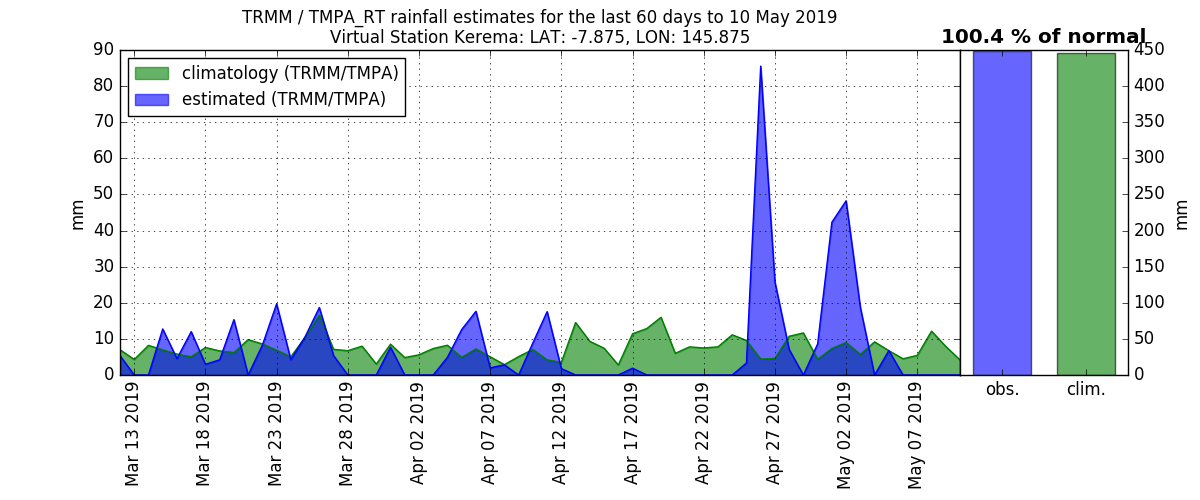 TRMM / TMPA_RT rainfall estimates for the last 60 days to 10 May 2019
Virtual Station Kerema: LAT: -7.875, LON: 145.875
100.4 % of normal
climatology (TRMM/TMPA)
estimated (TRMM/TMPA)
90
80
70
60
50
40
30
20
10
0
mm
Mar 13 2019
Mar 18 2019
Mar 23 2019
Mar 28 2019
Apr 02 2019
Apr 07 2019
Apr 12 2019
Apr 17 2019
Apr 22 2019
Apr 27 2019
May 02 2019
May 07 2019
obs.
clim.
450
400
350
300
250
200
150
100
50
0
mm